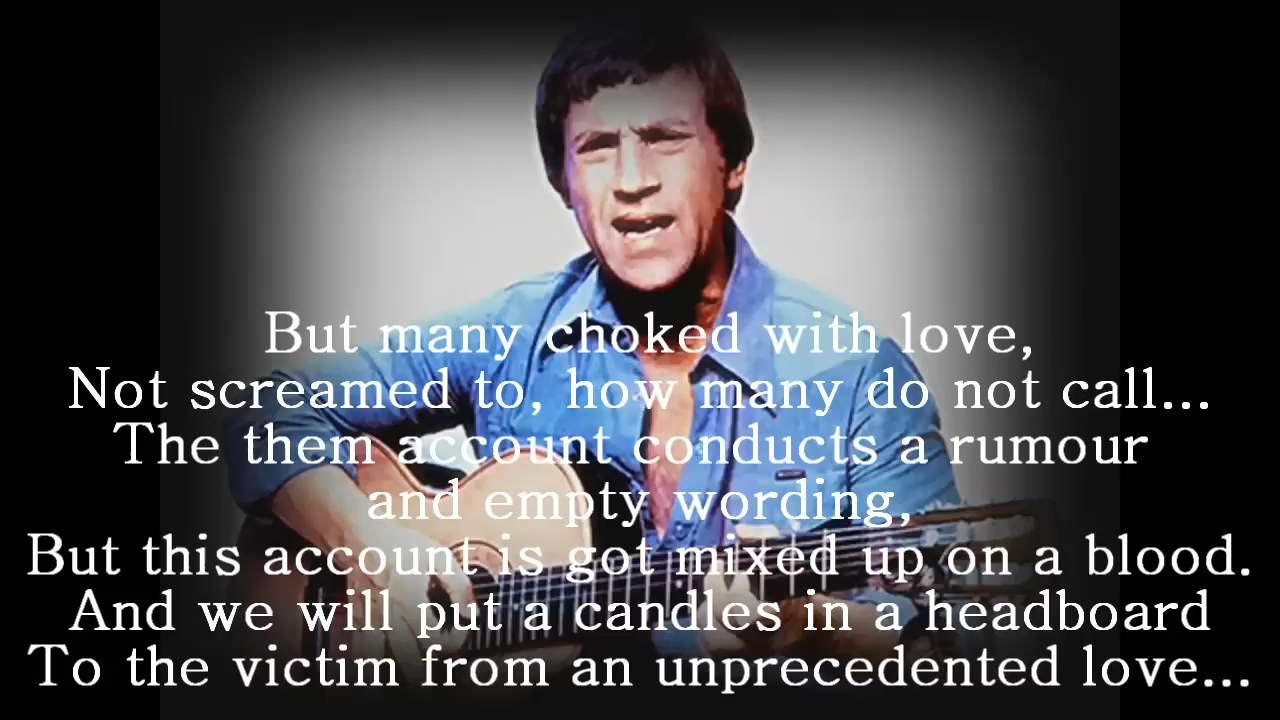 But many choked with love,
Not screamed to, how many do not call...
The them account conducts a rumour
and empty wording,
But this account is got mixed up on a blood.
And we will put a candles in a headboard
To the victim from an unprecedented love...